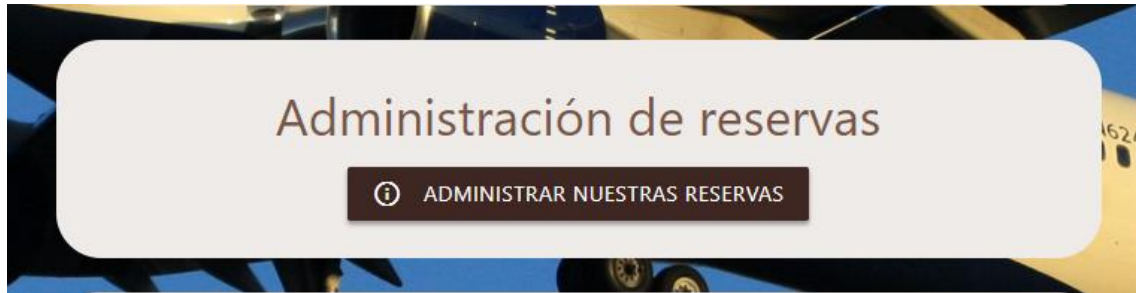 Administración de reservas
ADMINISTRAR NUESTRAS RESERVAS